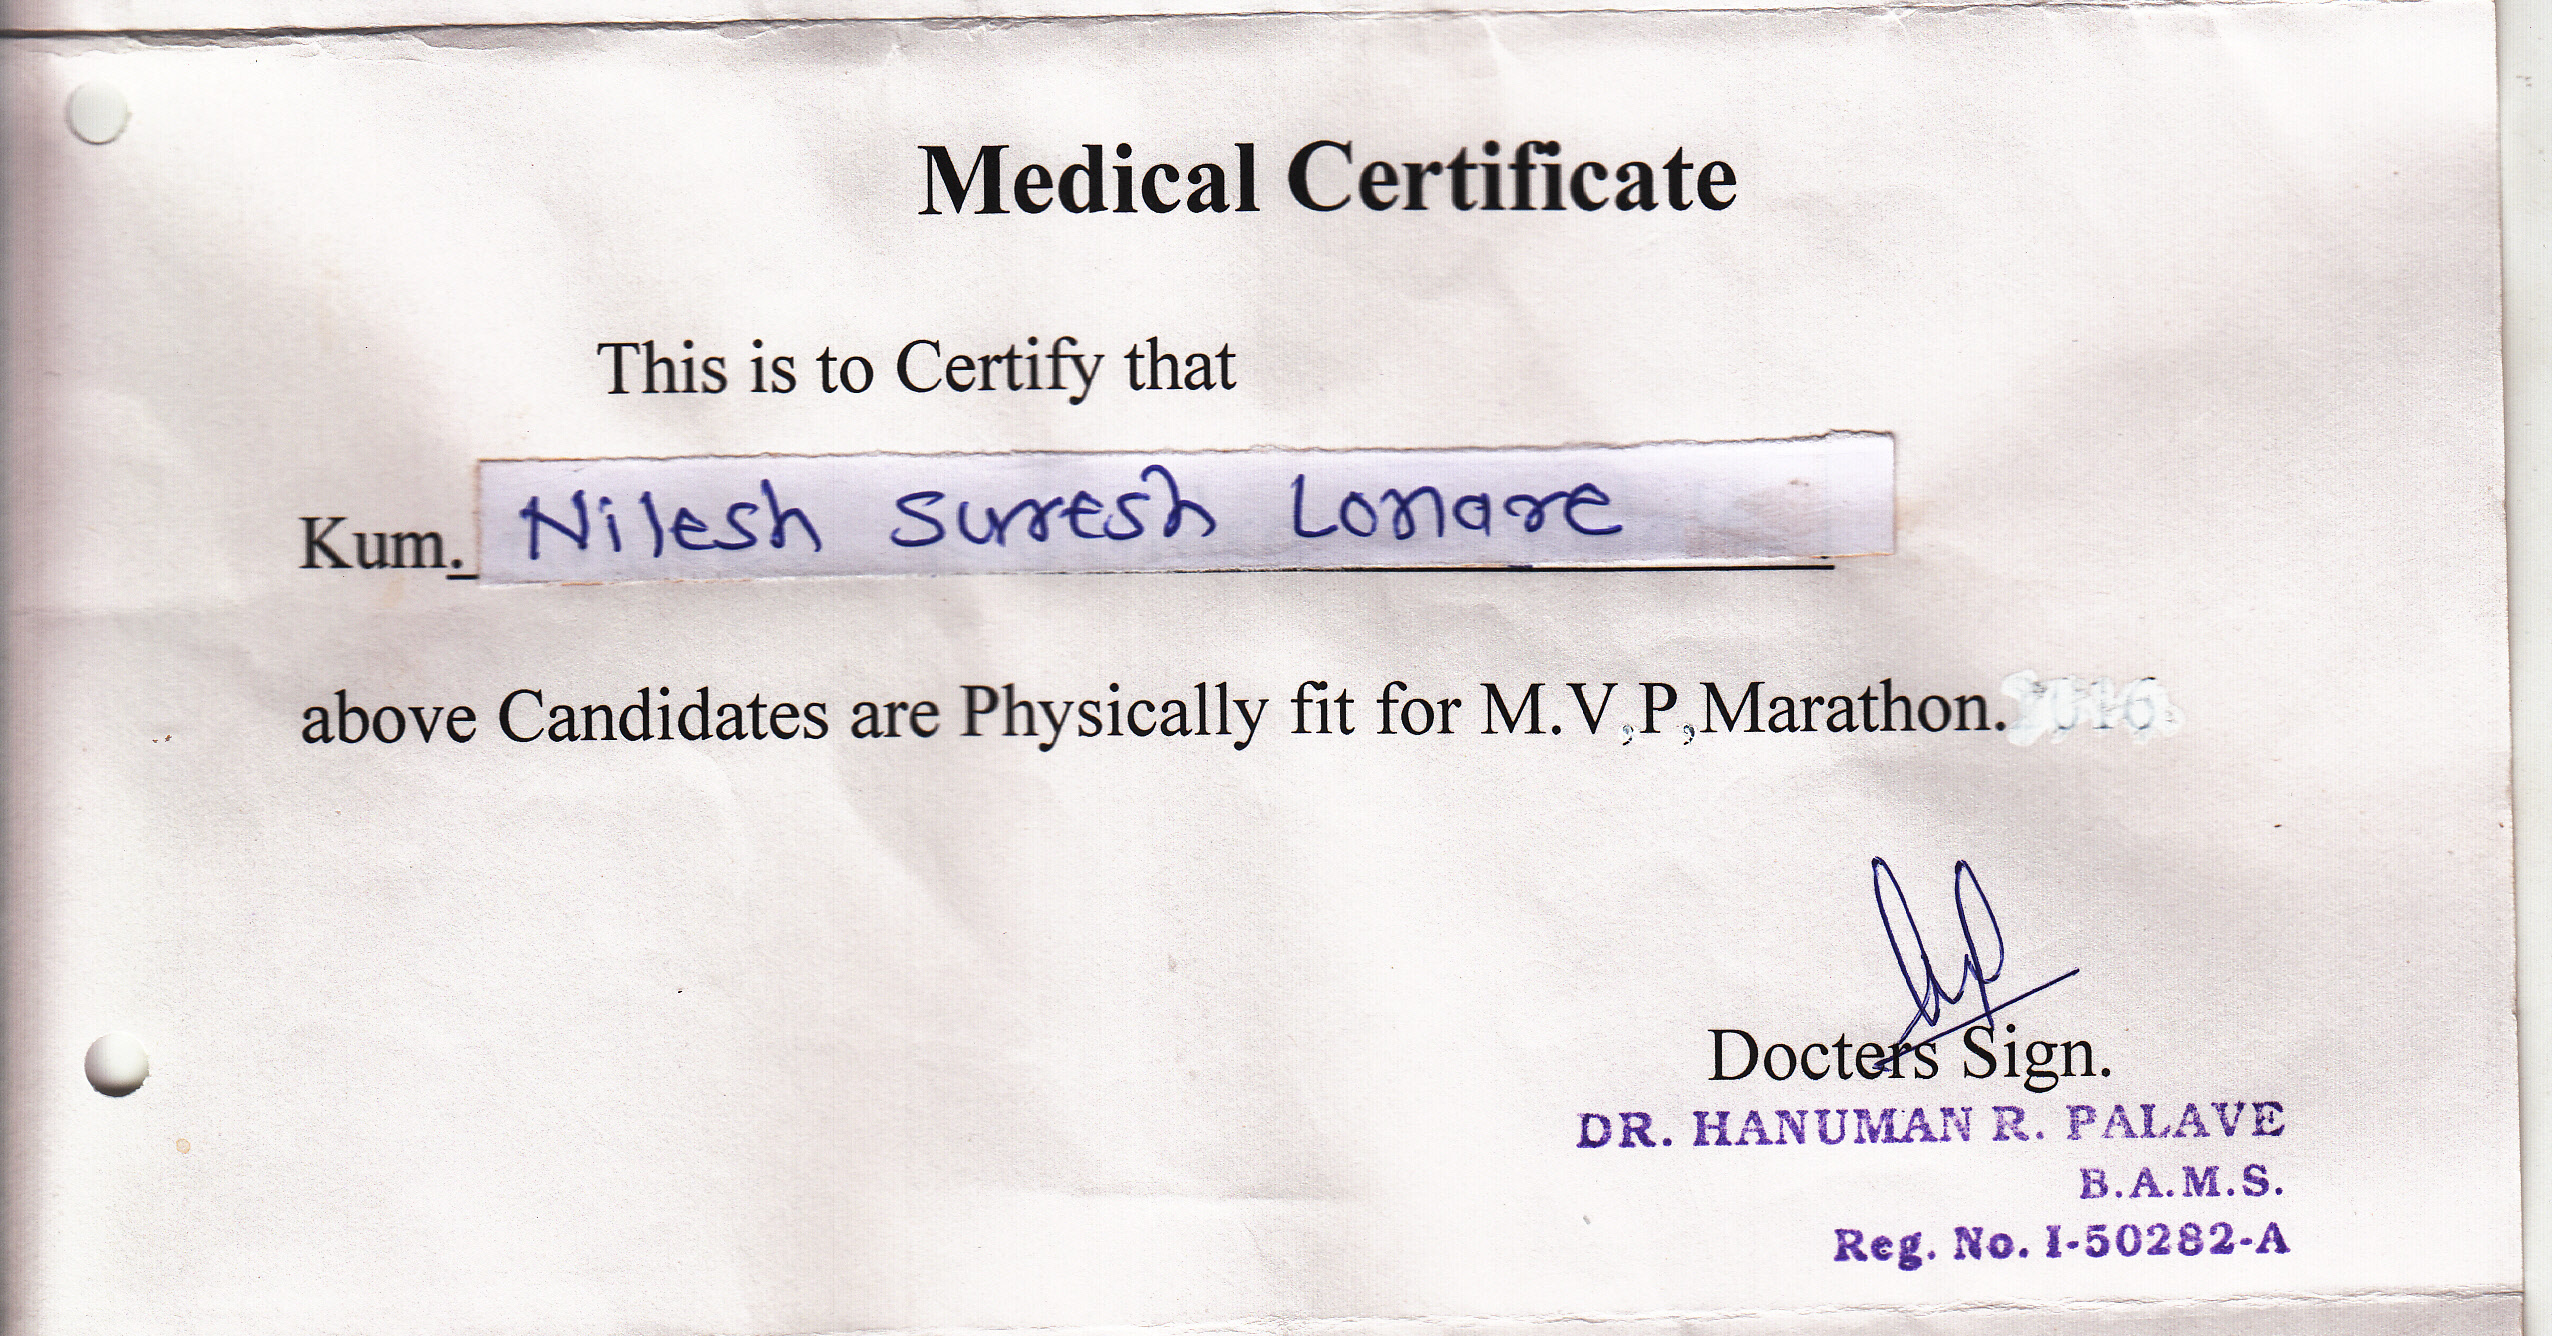 Medical Certificate
This is to Certify that
Kum. Nilesh Suresh Lonare
above Candidates are Physically fit for M.V,P,Marathon.
Docters Sign.
DR. HANUMAN R. PALAVE
B.A.M.S.
Reg. No. I-50282-A